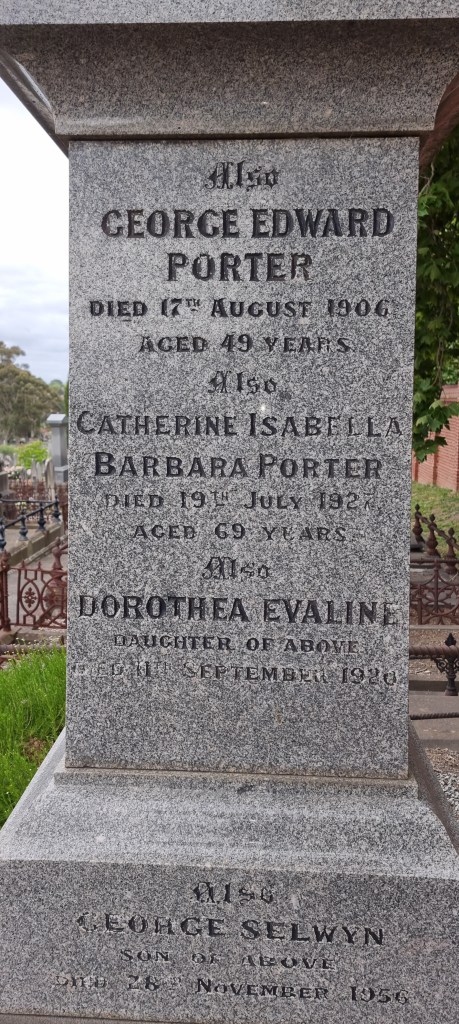 Also
GEORGE EDWARD
PORTER
DIED 17TH AUGUST 1906
AGED 49 YEARS.
Also
CATHERINE ISABELLA
BARBARA PORTER
DIED 19TH JULY
AGED 69 YEARS.
Also
DOROTHEA EVALINE
DAUGHTER OF ABOVE
DIED 11TH SEPTEMBER
Also
GEORGE SELWYN
SON OF ABOVE
DIED 28TH NOVEMBER 1956